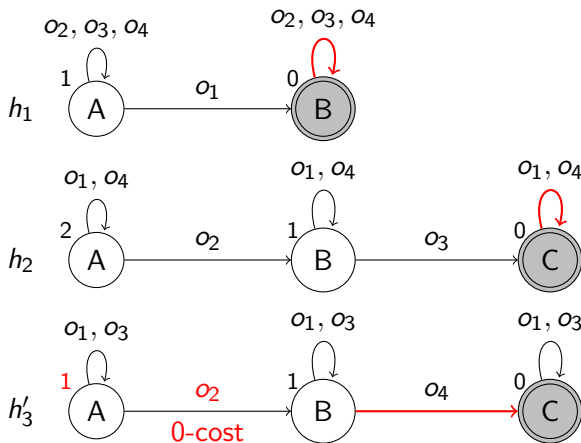 o₂, o₃, o₄ o₂, o₃, o₄
1 0
h₁ A o₁ B
o₁, o₄ o₁, o₄ o₁, o₄
2 1 0
h₂ A o₂ B o₃ C
o₁, o₃ o₁, o₃ o₁, o₃
1 1 0
h′₃ A o₂ B o₄ C
0-cost